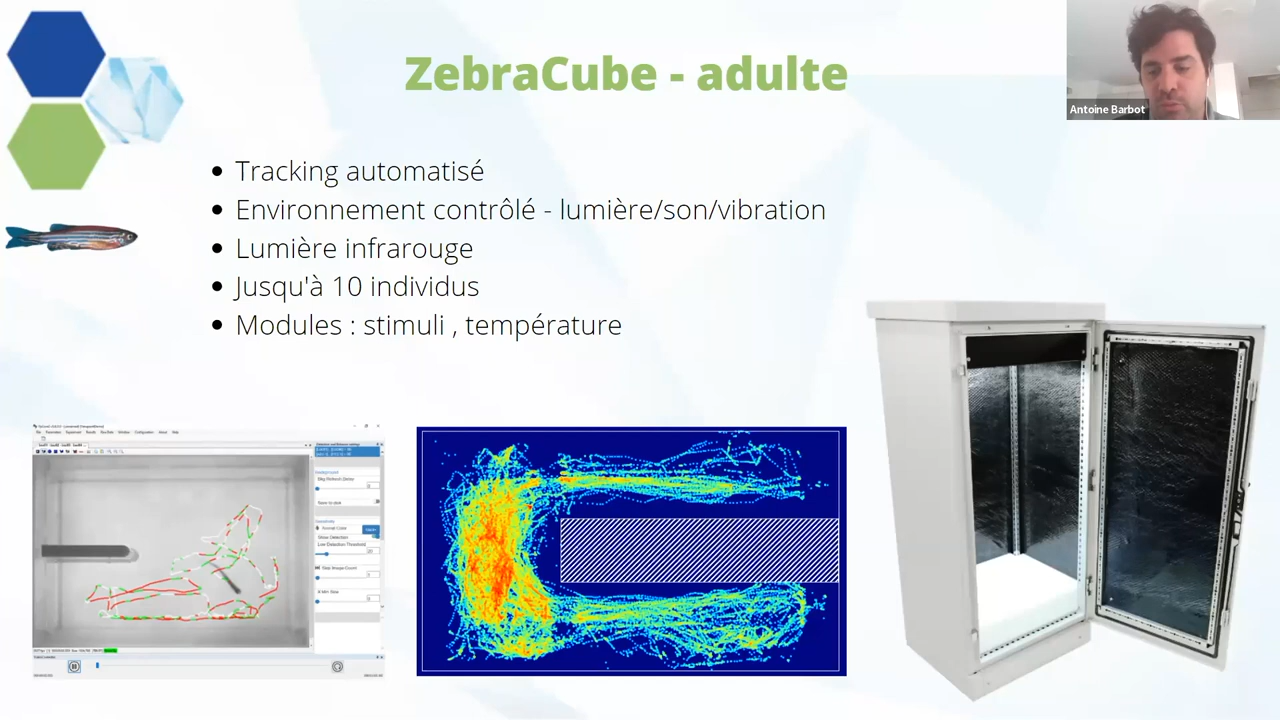 ZebraCube - adulte
Antoine Barbot
Tracking automatisé
Environnement contrôlé - lumière/son/vibration
Lumière infrarouge
Jusqu'à 10 individus
Modules : stimuli , température